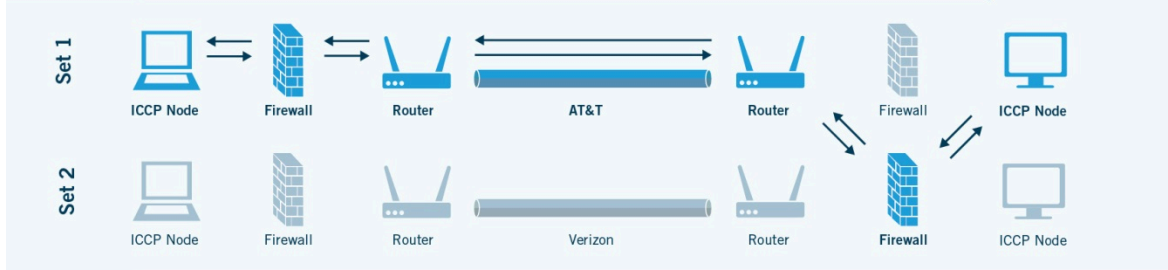 Set 1
ICCP Node Firewall Router AT&T Router Firewall ICCP Node
Set 2
ICCP Node Firewall Router Verizon Router Firewall ICCP Node